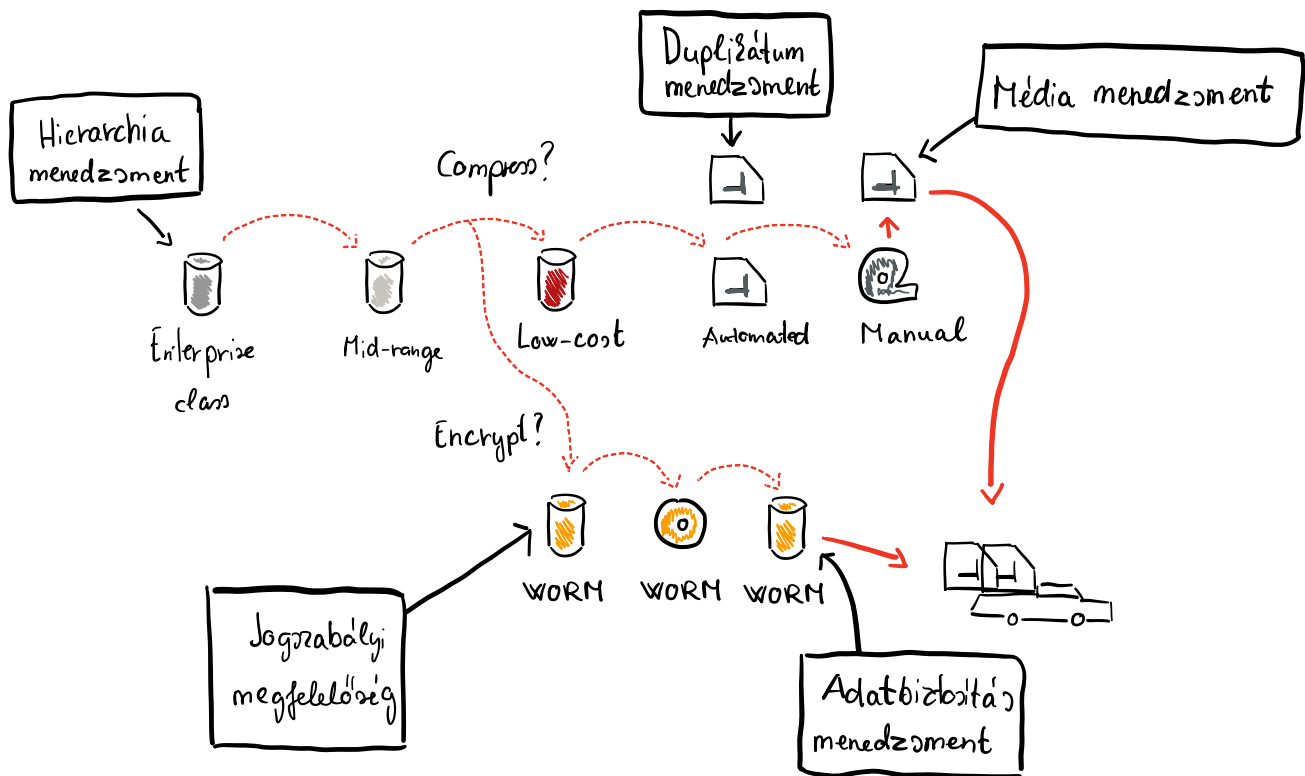 Duplikátum
menedzsment
Média menedzsment
Hierarchia
menedzsment
Compress?
Enterprise
class
Mid-range
Low-cost
Automated
Manual
Encrypt?
WORM
WORM
WORM
Jogszabályi
megfelelőség
Adatbiztosítás
menedzsment